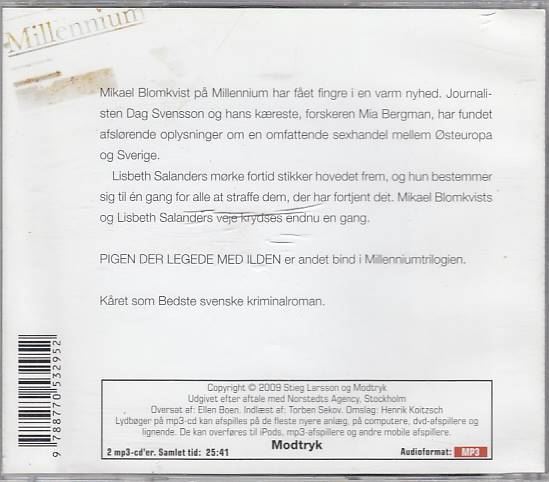 Millennium
Mikael Blomkvist på Millennium har fået fingre i en varm nyhed. Journali-
sten Dag Svensson og hans kæreste, forskeren Mia Bergman, har fundet
afslørende oplysninger om en omfattende sexhandel mellem Østeuropa
og Sverige.
Lisbeth Salanders mørke fortid stikker hovedet frem, og hun bestemmer
sig til én gang for alle at straffe dem, der har fortjent det. Mikael Blomkvists
og Lisbeth Salanders veje krydses endnu en gang.
PIGEN DER LEGEDE MED ILDEN er andet bind i Millenniumtrilogien.
Kåret som Bedste svenske kriminalroman.
9 788770 532952
Copyright © 2009 Stieg Larsson og Modtryk
Udgivet efter aftale med Norstedts Agency, Stockholm
Oversat af: Ellen Boen. Indlæst af: Torben Sekov. Omslag: Henrik Koitzsch
Lydbøger på mp3-cd kan afspilles på de fleste nyere anlæg, på computere, dvd-afspillere og
lignende. De kan overføres til iPods, mp3-afspillere og andre mobile afspillere.
2 mp3-cd'er. Samlet tid: 25:41 Modtryk Audioformat: MP3